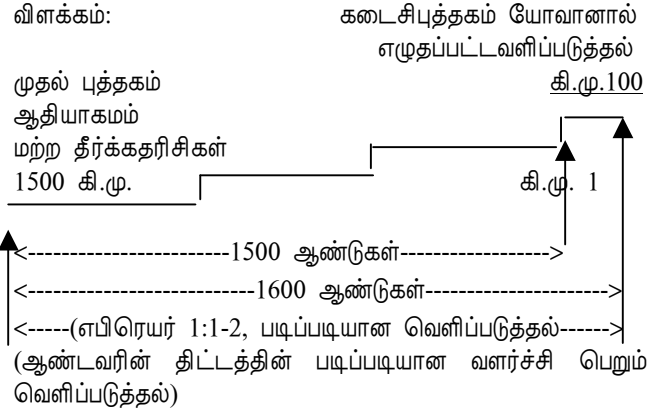 விளக்கம்: கடைசிபுத்தகம் யோவானால்
எழுதப்பட்டவளிப்படுத்தல்
முதல் புத்தகம் கி.மு.100
ஆதியாகமம்
மற்ற தீர்க்கதரிசிகள்
1500 கி.மு. கி.மு. 1
<-----------------------1500 ஆண்டுகள்------------------>
<--------------------------1600 ஆண்டுகள்------------------------>
<-----(எபிரெயர் 1:1-2, படிப்படியான வெளிப்படுத்தல்------>
(ஆண்டவரின் திட்டத்தின் படிப்படியான வளர்ச்சி பெறும்
வெளிப்படுத்தல்)